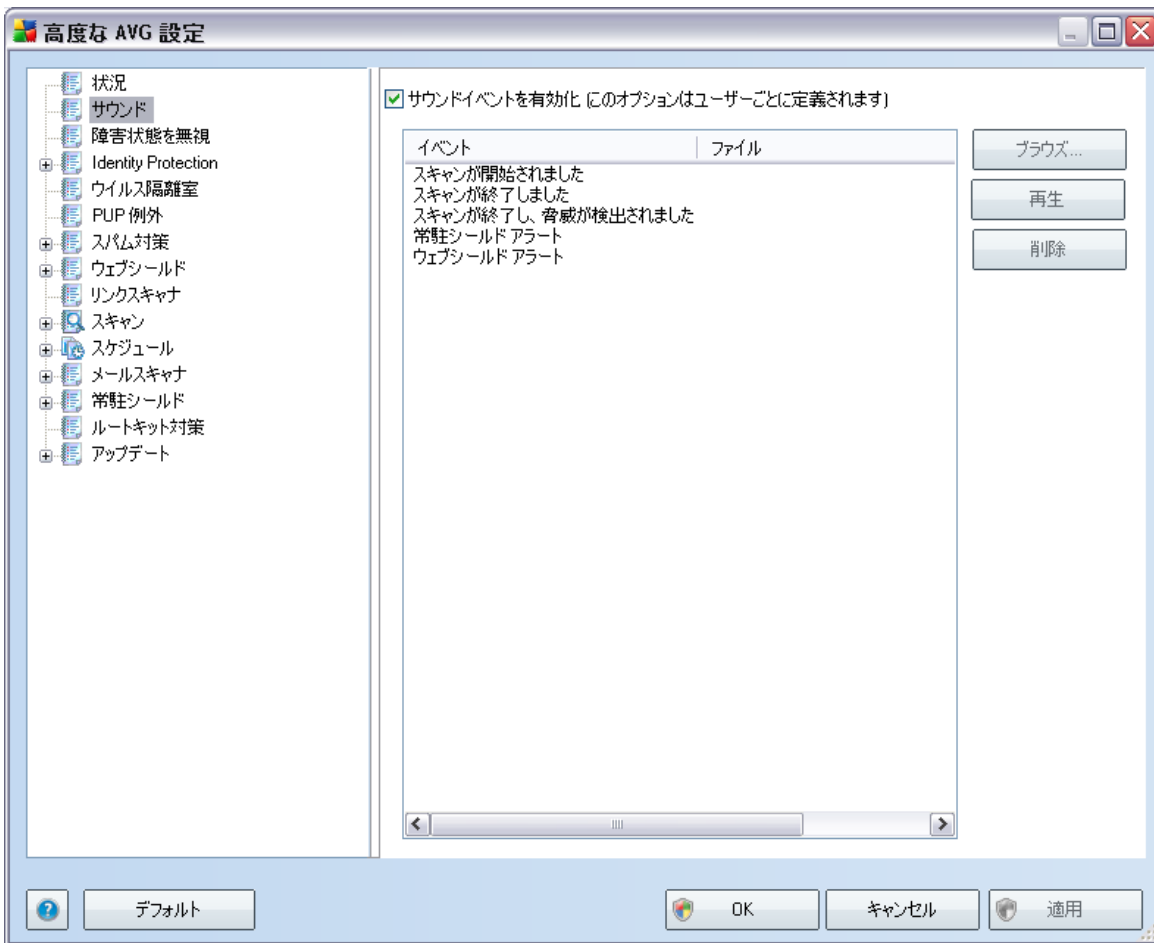 高度な AVG 設定
状況
サウンド
障害状態を無視
Identity Protection
ウイルス隔離室
PUP 例外
スパム対策
ウェブシールド
リンクスキャナ
スキャン
スケジュール
メールスキャナ
常駐シールド
ルートキット対策
アップデート
サウンドイベントを有効化 (このオプションはユーザーごとに定義されます)
イベント ファイル
スキャンが開始されました
スキャンが終了しました
スキャンが終了し、脅威が検出されました
常駐シールド アラート
ウェブシールド アラート
ブラウズ...
再生
削除
デフォルト
OK
キャンセル
適用